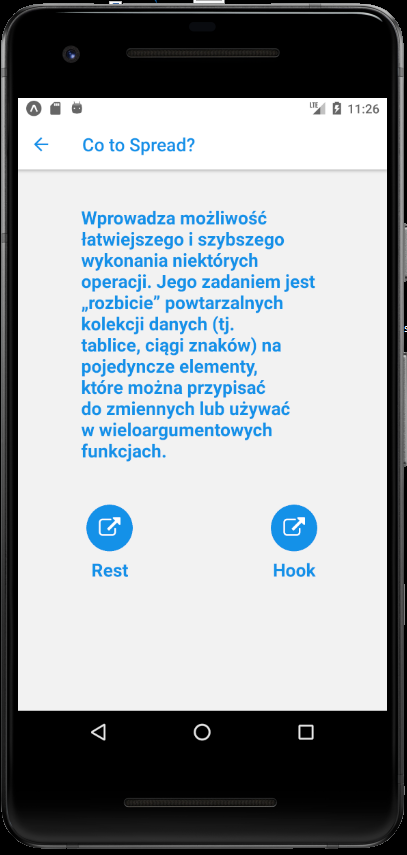 LTE 11:26
Co to Spread?
Wprowadza możliwość
łatwiejszego i szybszego
wykonania niektórych
operacji. Jego zadaniem jest
„rozbicie” powtarzalnych
kolekcji danych (tj.
tablice, ciągi znaków) na
pojedyncze elementy,
które można przypisać
do zmiennych lub używać
w wieloargumentowych
funkcjach.
Rest Hook